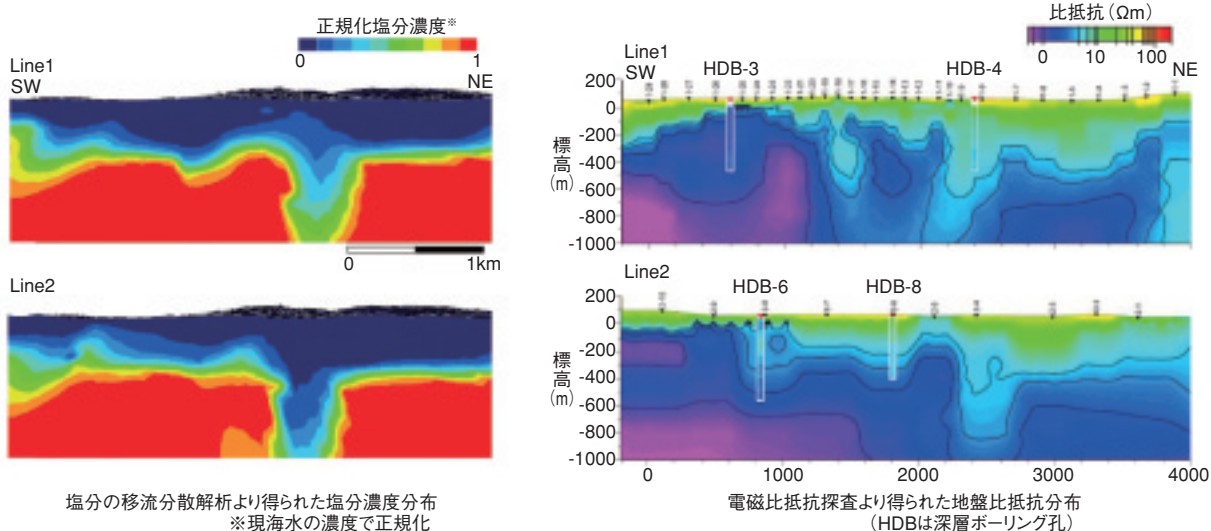 正規化塩分濃度※
0 1
Line1
SW
NE
0 1km
Line2
塩分の移流分散解析より得られた塩分濃度分布
※現海水の濃度で正規化
比抵抗（Ωm）
0 10 100
Line1
SW
HDB-3
HDB-4
NE
200
0
-200
-400
-600
-800
-1000
標高
(m)
Line2
HDB-6
HDB-8
200
0
-200
-400
-600
-800
-1000
標高
(m)
0 1000 2000 3000 4000
電磁比抵抗探査より得られた地盤比抵抗分布
（HDBは深層ボーリング孔）